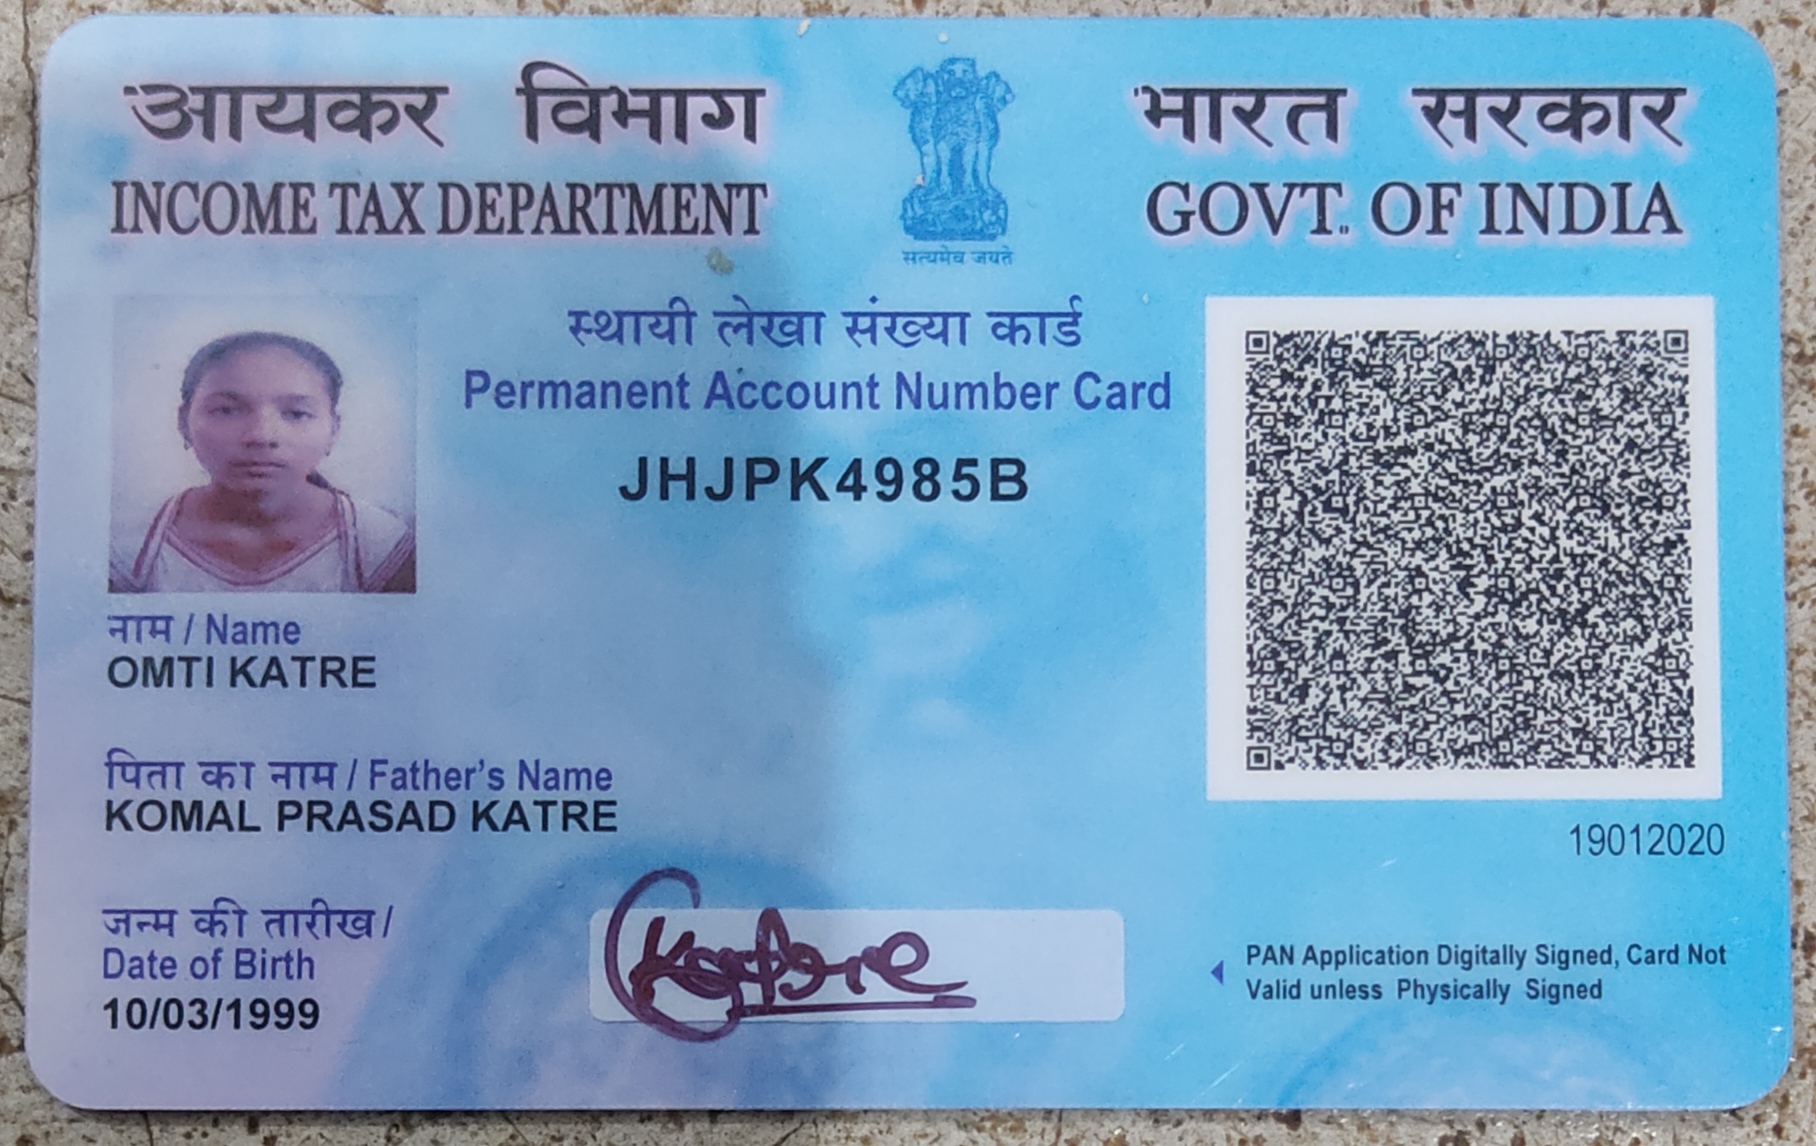 आयकर विभाग
INCOME TAX DEPARTMENT
सत्यमेव जयते
भारत सरकार
GOVT. OF INDIA
स्थायी लेखा संख्या कार्ड
Permanent Account Number Card
JHJPK4985B
नाम / Name
OMTI KATRE
पिता का नाम / Father's Name
KOMAL PRASAD KATRE
जन्म की तारीख /
Date of Birth
10/03/1999
19012020
PAN Application Digitally Signed, Card Not
Valid unless Physically Signed